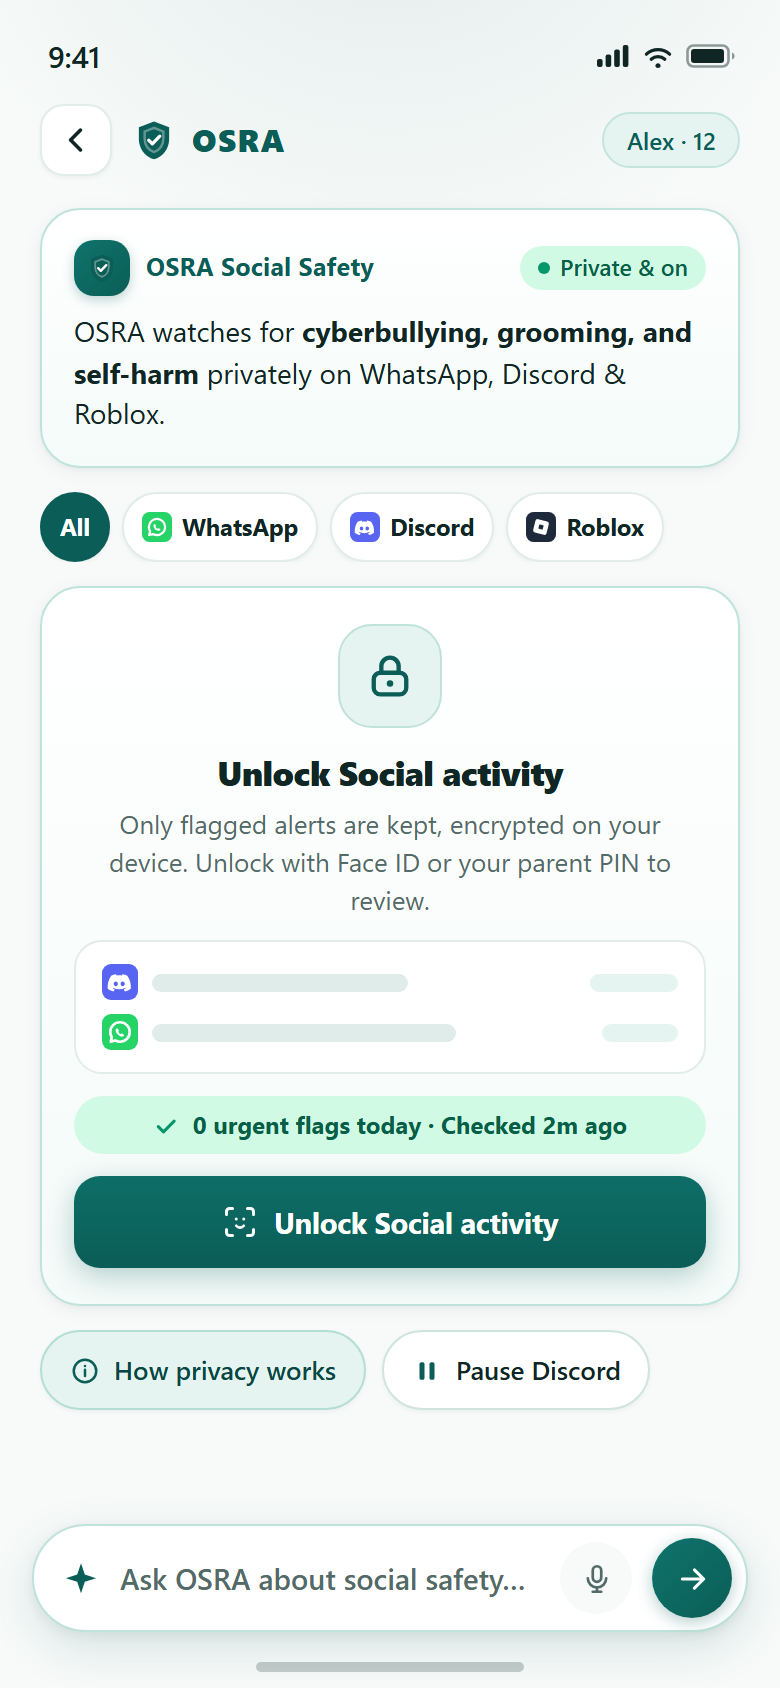 9:41
OSRA
Alex · 12
OSRA Social Safety
Private & on
OSRA watches for cyberbullying, grooming, and
self-harm privately on WhatsApp, Discord &
Roblox.
All
WhatsApp
Discord
Roblox
Unlock Social activity
Only flagged alerts are kept, encrypted on your
device. Unlock with Face ID or your parent PIN to
review.
0 urgent flags today · Checked 2m ago
Unlock Social activity
How privacy works
Pause Discord
Ask OSRA about social safety...